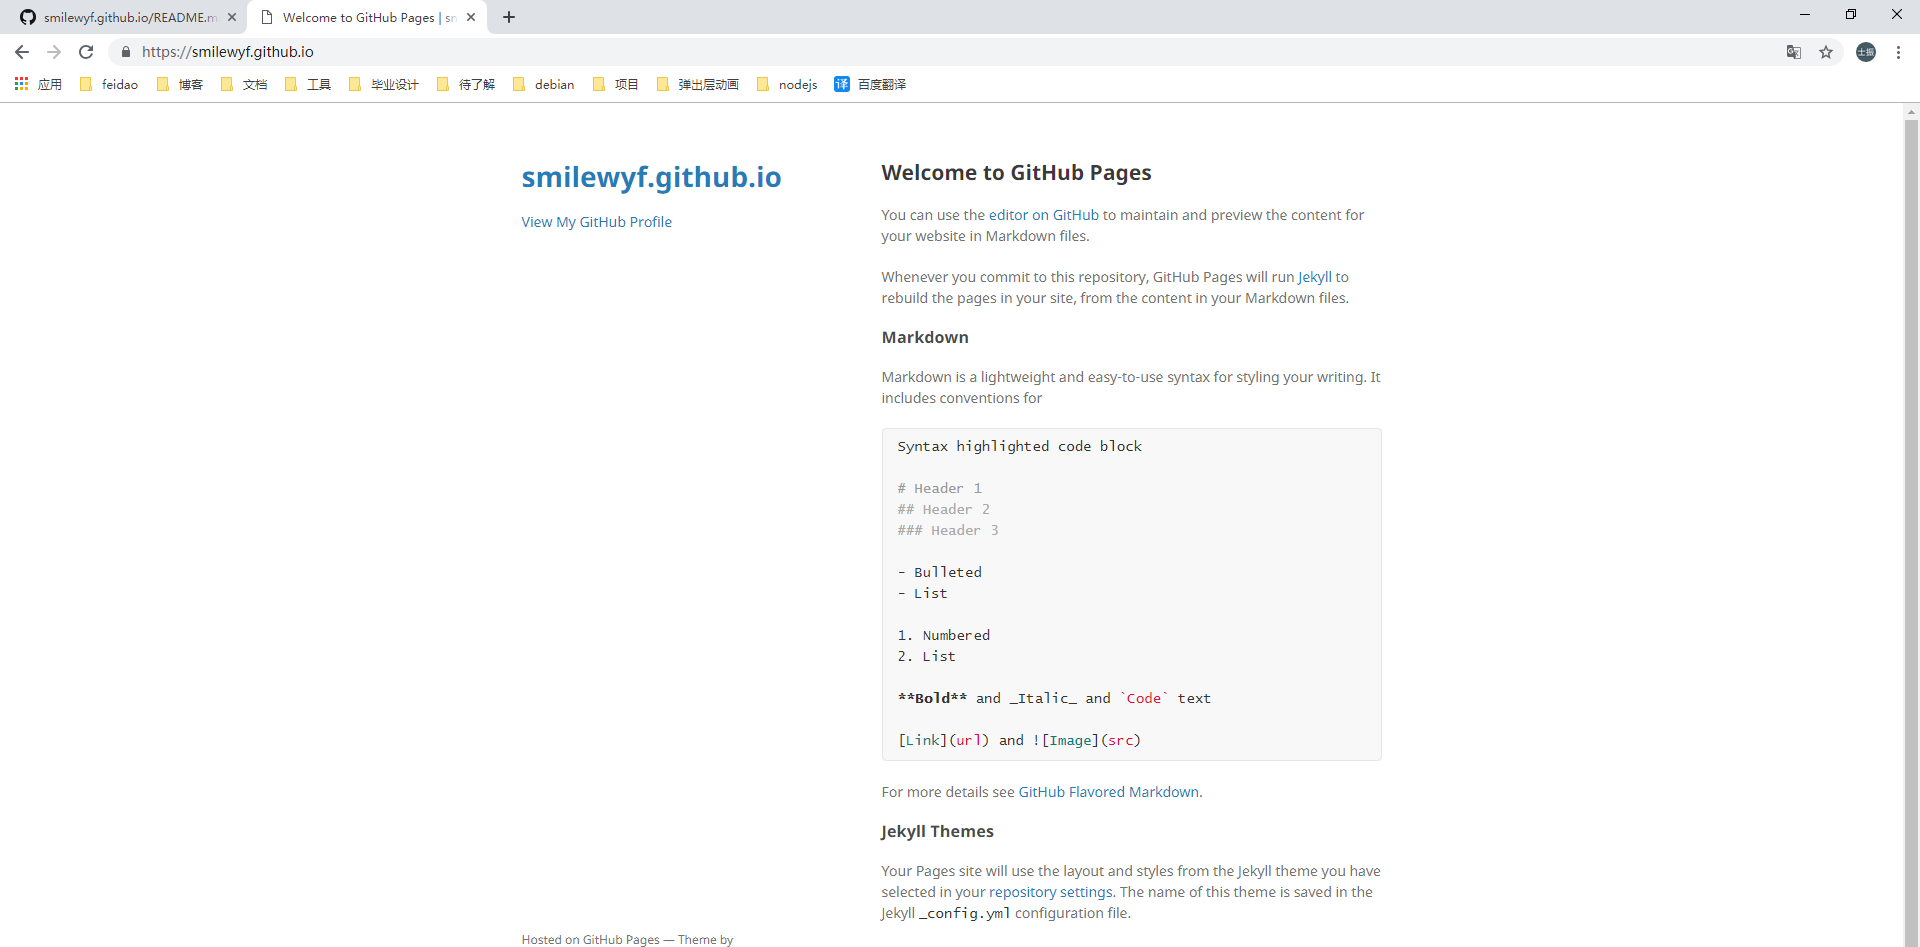 smilewyf.github.io/README.m
Welcome to GitHub Pages | sm
https://smilewyf.github.io
士振
应用 feidao 博客 文档 工具 毕业设计 待了解 debian 项目 弹出层动画 nodejs 译 百度翻译
smilewyf.github.io
View My GitHub Profile
Welcome to GitHub Pages
You can use the editor on GitHub to maintain and preview the content for
your website in Markdown files.
Whenever you commit to this repository, GitHub Pages will run Jekyll to
rebuild the pages in your site, from the content in your Markdown files.
Markdown
Markdown is a lightweight and easy-to-use syntax for styling your writing. It
includes conventions for
Syntax highlighted code block
# Header 1
## Header 2
### Header 3
- Bulleted
- List
1. Numbered
2. List
**Bold** and _Italic_ and `Code` text
[Link](url) and ![Image](src)
For more details see GitHub Flavored Markdown.
Jekyll Themes
Your Pages site will use the layout and styles from the Jekyll theme you have
selected in your repository settings. The name of this theme is saved in the
Jekyll _config.yml configuration file.
Hosted on GitHub Pages — Theme by